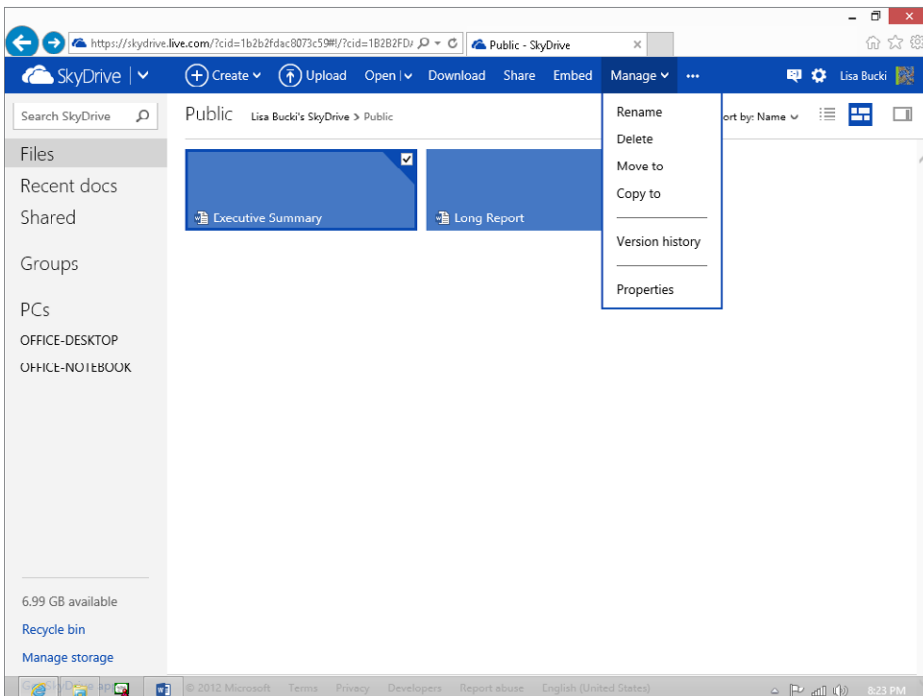 https://skydrive.live.com/?cid=1b2b2fdac8073c59#!/?cid=1B2B2FD
Public - SkyDrive
SkyDrive Create Upload Open Download Share Embed Manage ••• Lisa Bucki
Search SkyDrive
Public Lisa Bucki's SkyDrive > Public
ort by: Name
Rename
Delete
Move to
Copy to
Version history
Properties
Files
Recent docs
Shared
Groups
PCs
OFFICE-DESKTOP
OFFICE-NOTEBOOK
Executive Summary
Long Report
6.99 GB available
Recycle bin
Manage storage
© 2012 Microsoft Terms Privacy Developers Report abuse English (United States)
8:23 PM